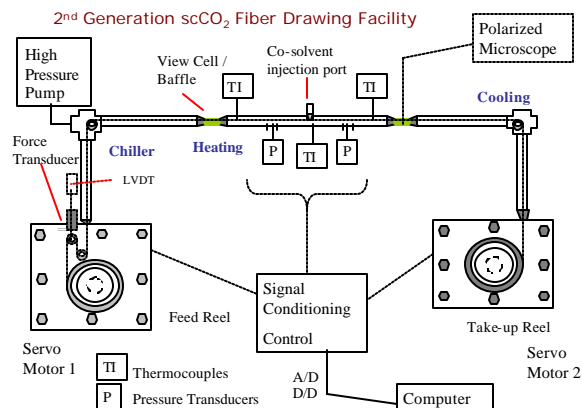 2nd Generation scCO2 Fiber Drawing Facility
High
Pressure
Pump
View Cell /
Baffle
TI
Co-solvent
injection port
TI
Polarized
Microscope
Cooling
Force
Transducer
Chiller
Heating
P
TI
P
LVDT
Signal
Conditioning
Control
Feed Reel
Take-up Reel
Servo
Motor 1
Servo
Motor 2
TI Thermocouples
P Pressure Transducers
A/D
D/D
Computer